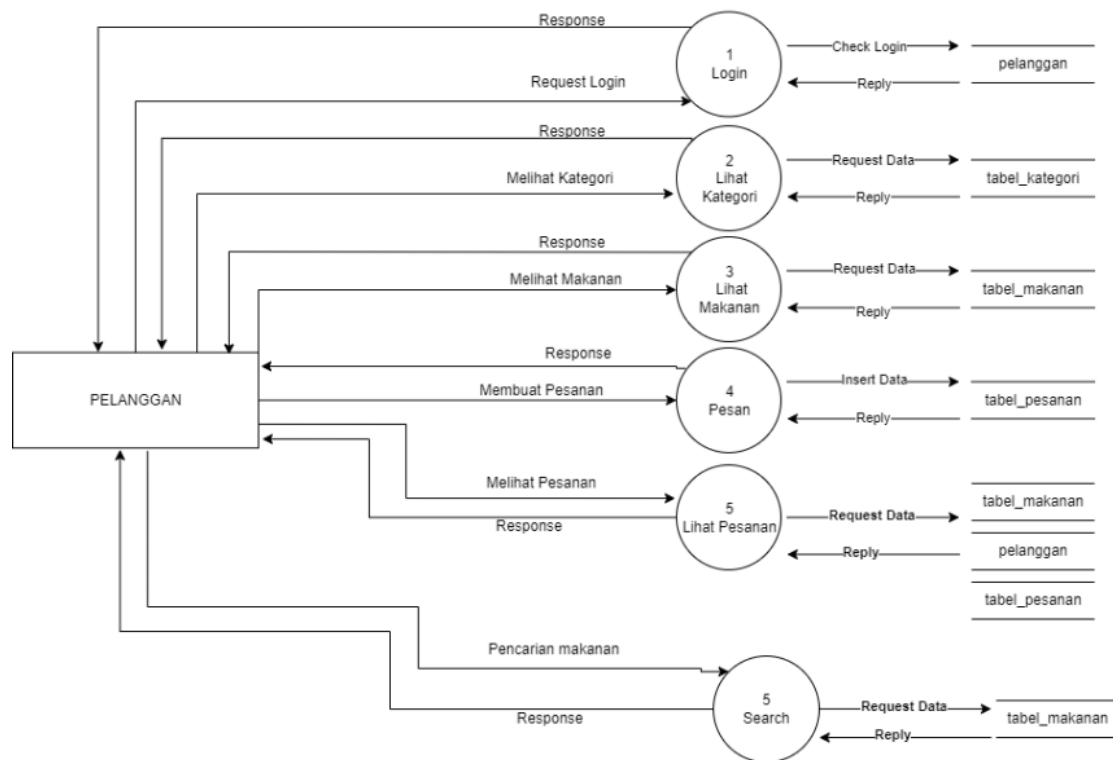 Response
1
Login
Check Login
pelanggan
Reply
Request Login
Response
2
Lihat
Kategori
Request Data
tabel_kategori
Reply
Melihat Kategori
Response
3
Lihat
Makanan
Request Data
tabel_makanan
Reply
Melihat Makanan
Response
PELANGGAN
Membuat Pesanan
4
Pesan
Insert Data
tabel_pesanan
Reply
Melihat Pesanan
Response
5
Lihat Pesanan
Request Data
Reply
tabel_makanan
pelanggan
tabel_pesanan
Pencarian makanan
Response
5
Search
Request Data
tabel_makanan
Reply